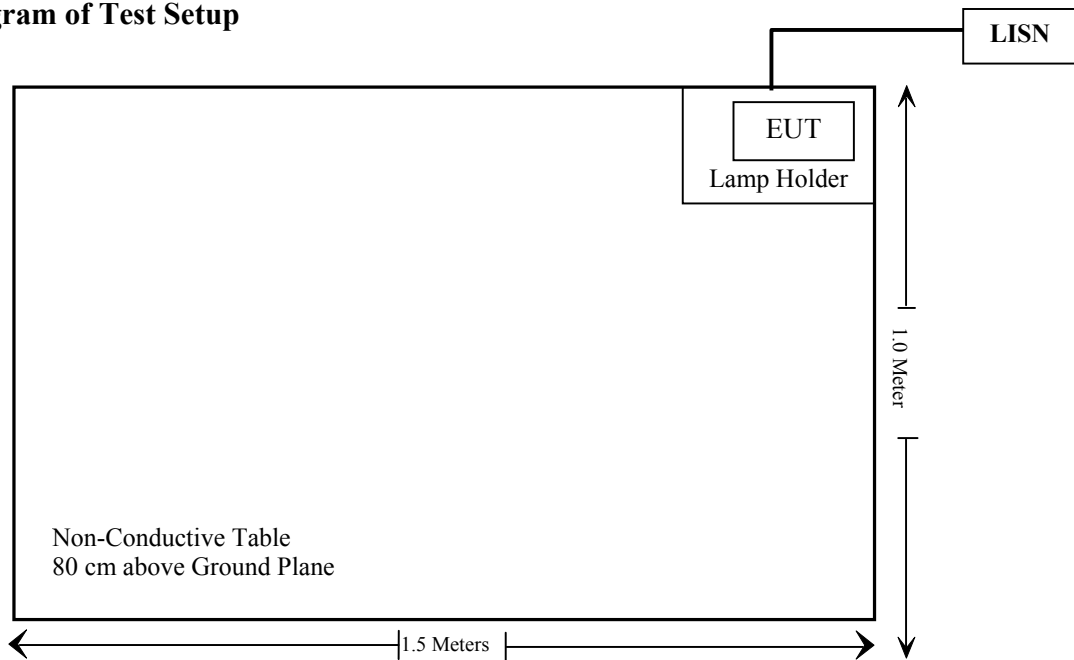 gram of Test Setup
LISN
EUT
Lamp Holder
1.0 Meter
Non-Conductive Table
80 cm above Ground Plane
1.5 Meters